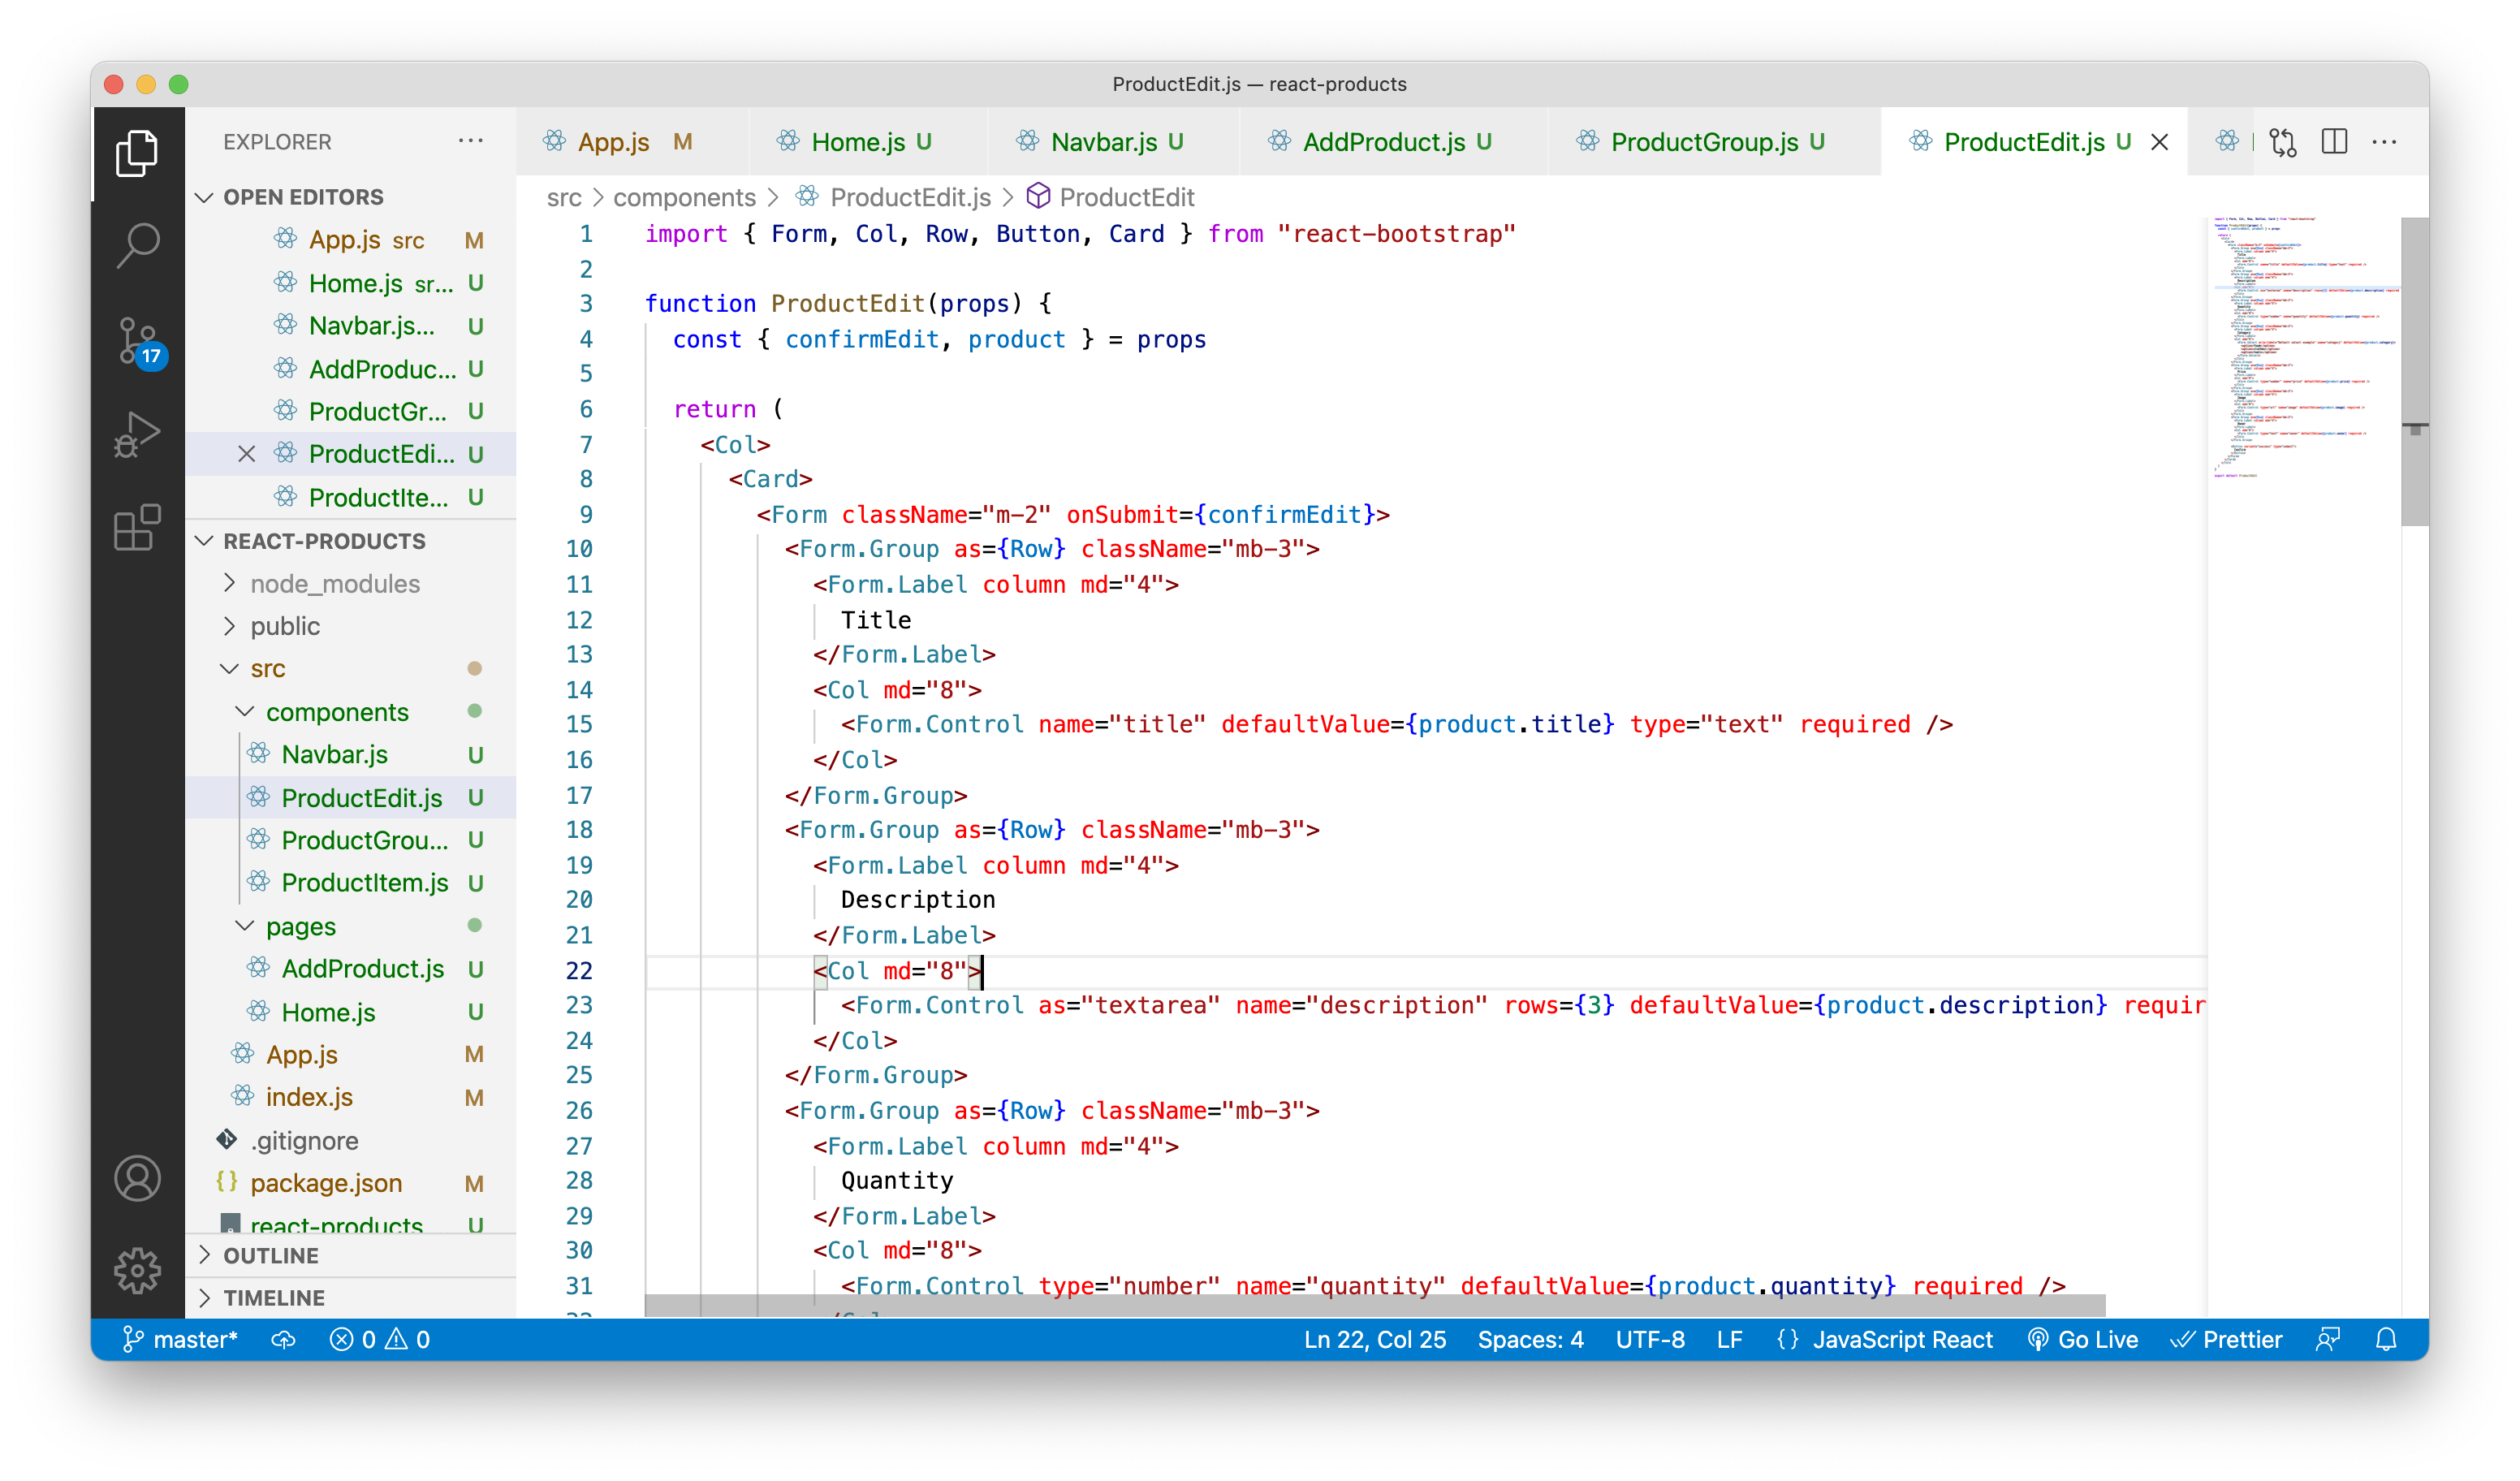 ProductEdit.js — react-products
EXPLORER
OPEN EDITORS
App.js src M
Home.js sr... U
Navbar.js... U
AddProduc... U
ProductGr... U
ProductEdi... U
ProductIte... U
REACT-PRODUCTS
node_modules
public
src
components
Navbar.js U
ProductEdit.js U
ProductGrou... U
ProductItem.js U
pages
AddProduct.js U
Home.js U
App.js M
index.js M
.gitignore
{} package.json M
react-products U
OUTLINE
TIMELINE
17
App.js M
Home.js U
Navbar.js U
AddProduct.js U
ProductGroup.js U
ProductEdit.js U
src > components > ProductEdit.js > ProductEdit
1 import { Form, Col, Row, Button, Card } from "react-bootstrap"
2
3 function ProductEdit(props) {
4 const { confirmEdit, product } = props
5
6 return (
7 <Col>
8 <Card>
9 <Form className="m-2" onSubmit={confirmEdit}>
10 <Form.Group as={Row} className="mb-3">
11 <Form.Label column md="4">
12 Title
13 </Form.Label>
14 <Col md="8">
15 <Form.Control name="title" defaultValue={product.title} type="text" required />
16 </Col>
17 </Form.Group>
18 <Form.Group as={Row} className="mb-3">
19 <Form.Label column md="4">
20 Description
21 </Form.Label>
22 <Col md="8">
23 <Form.Control as="textarea" name="description" rows={3} defaultValue={product.description} requir
24 </Col>
25 </Form.Group>
26 <Form.Group as={Row} className="mb-3">
27 <Form.Label column md="4">
28 Quantity
29 </Form.Label>
30 <Col md="8">
31 <Form.Control type="number" name="quantity" defaultValue={product.quantity} required />
master* 0 0
Ln 22, Col 25 Spaces: 4 UTF-8 LF {} JavaScript React Go Live Prettier